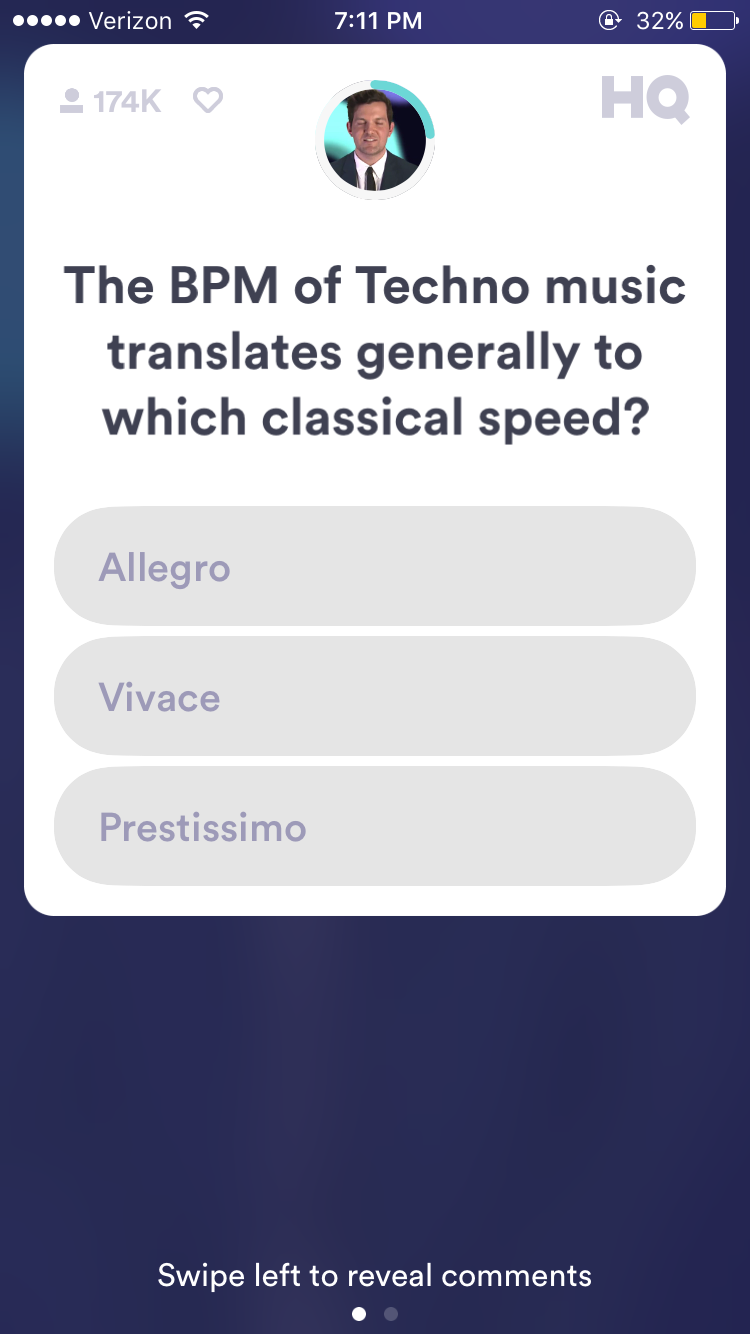 Verizon 7:11 PM 32%
174K HQ
The BPM of Techno music
translates generally to
which classical speed?
Allegro
Vivace
Prestissimo
Swipe left to reveal comments